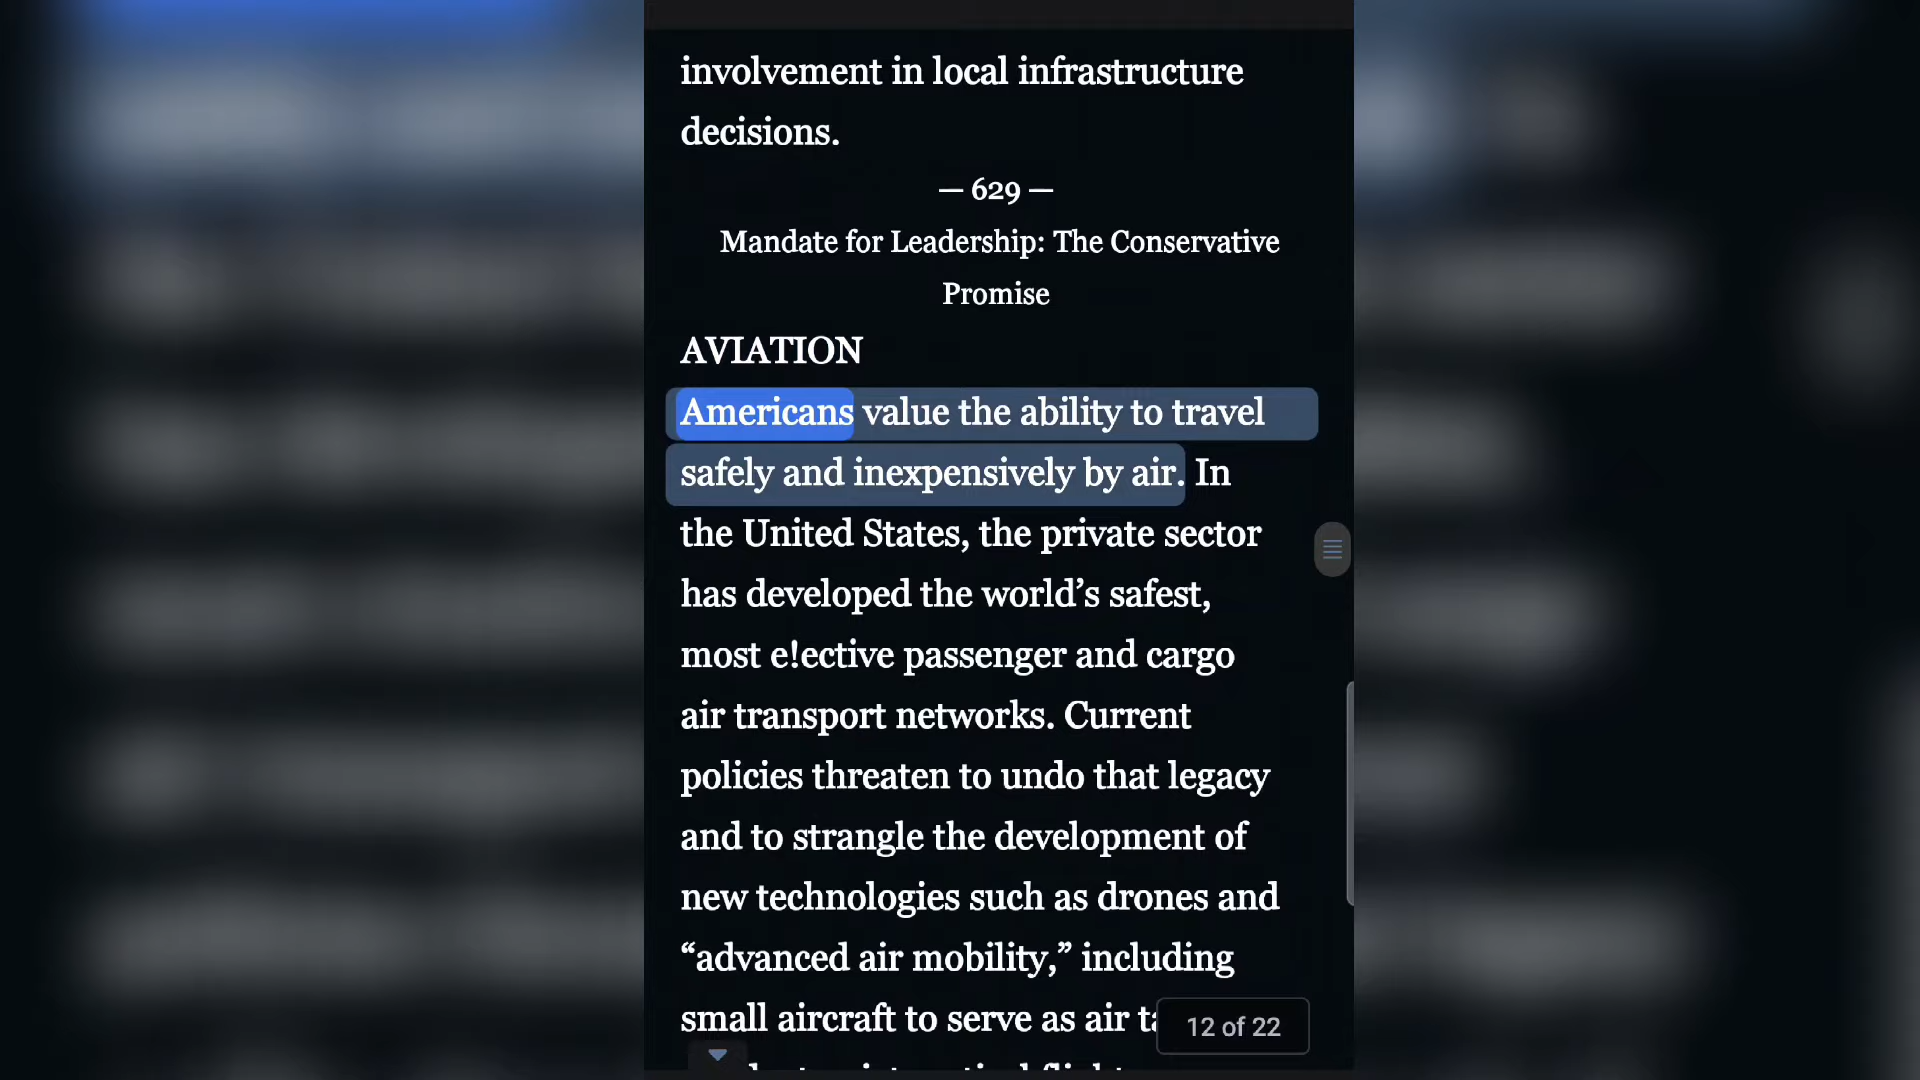 involvement in local infrastructure
decisions.
— 629 —
Mandate for Leadership: The Conservative
Promise
AVIATION
Americans value the ability to travel
safely and inexpensively by air. In
the United States, the private sector
has developed the world’s safest,
most e!ective passenger and cargo
air transport networks. Current
policies threaten to undo that legacy
and to strangle the development of
new technologies such as drones and
“advanced air mobility,” including
small aircraft to serve as air
12 of 22